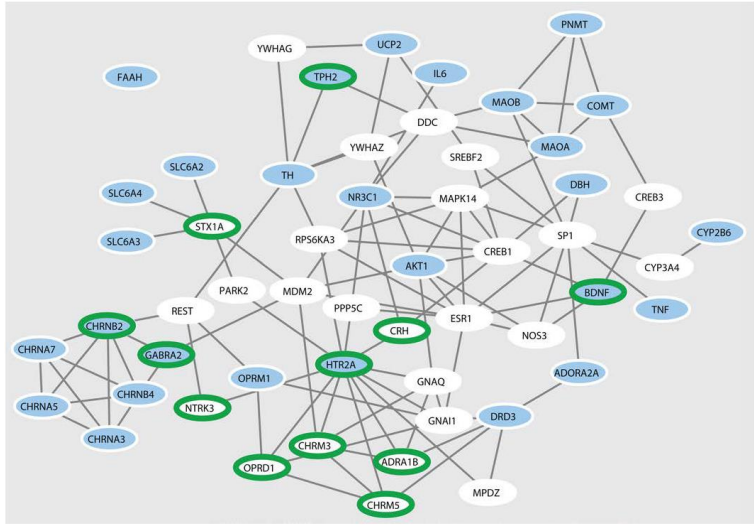 PNMT
YWHAG
UCP2
FAAH
TPH2
IL6
MAOB
COMT
DDC
YWHAZ
MAOA
SREBF2
SLC6A2
TH
DBH
SLC6A4
NR3C1
MAPK14
CREB3
STX1A
SP1
CYP2B6
SLC6A3
RPS6KA3
CREB1
AKT1
CYP3A4
PARK2
MDM2
BDNF
REST
PPP5C
TNF
CHRNB2
CRH
ESR1
NOS3
CHRNA7
GABRA2
HTR2A
ADORA2A
OPRM1
GNAQ
CHRNB4
CHRNA5
NTRK3
DRD3
GNAI1
CHRNA3
CHRM3
OPRD1
ADRA1B
MPDZ
CHRM5